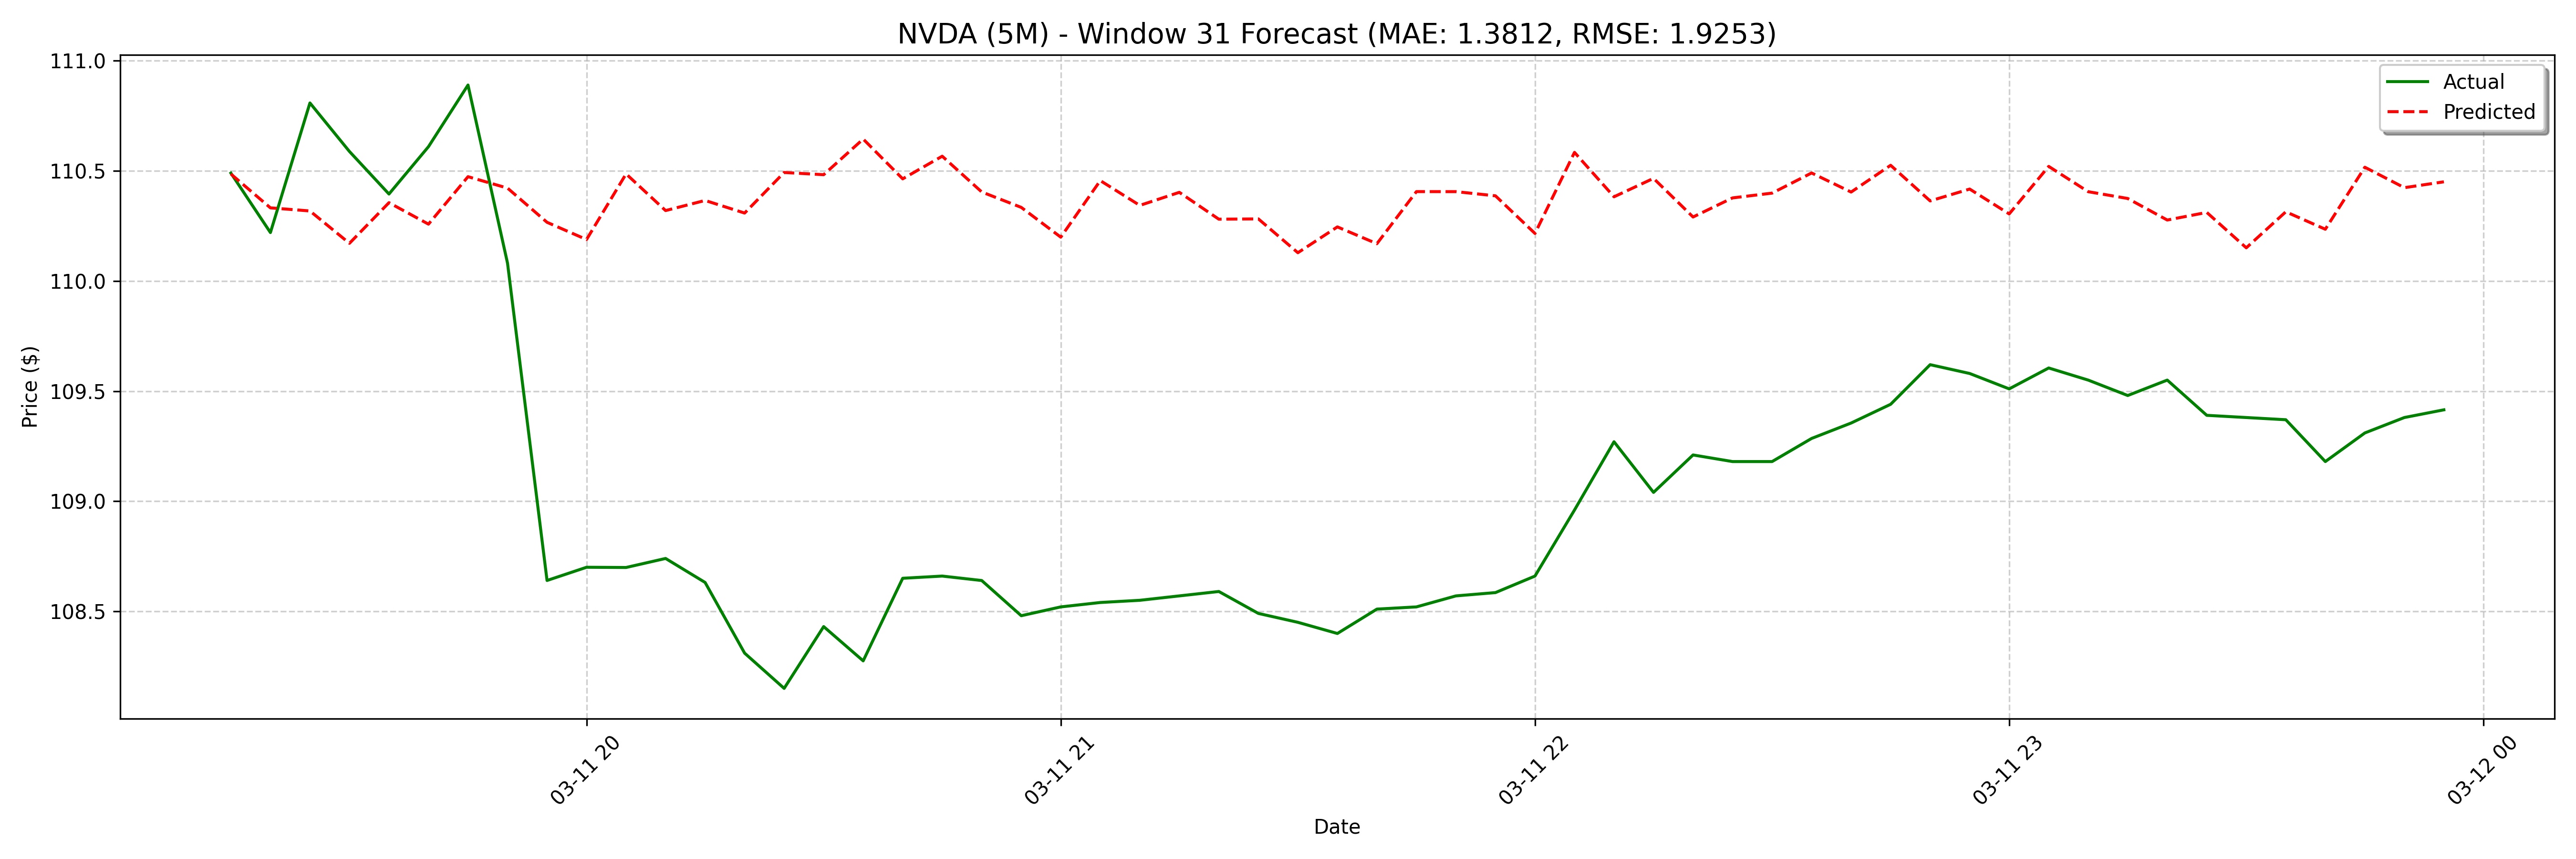 NVDA (5M) - Window 31 Forecast (MAE: 1.3812, RMSE: 1.9253)
Actual
Predicted
Price ($)
111.0
110.5
110.0
109.5
109.0
108.5
03-11 20
03-11 21
03-11 22
03-11 23
03-12 00
Date